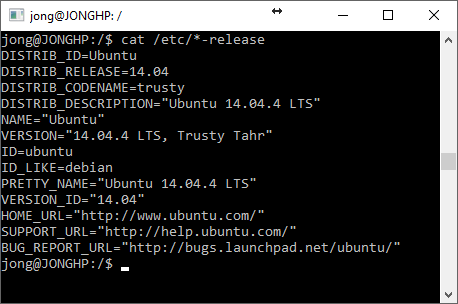 jong@JONGHP: /
jong@JONGHP:/$ cat /etc/*-release
DISTRIB_ID=Ubuntu
DISTRIB_RELEASE=14.04
DISTRIB_CODENAME=trusty
DISTRIB_DESCRIPTION="Ubuntu 14.04.4 LTS"
NAME="Ubuntu"
VERSION="14.04.4 LTS, Trusty Tahr"
ID=ubuntu
ID_LIKE=debian
PRETTY_NAME="Ubuntu 14.04.4 LTS"
VERSION_ID="14.04"
HOME_URL="http://www.ubuntu.com/"
SUPPORT_URL="http://help.ubuntu.com/"
BUG_REPORT_URL="http://bugs.launchpad.net/ubuntu/"
jong@JONGHP:/$